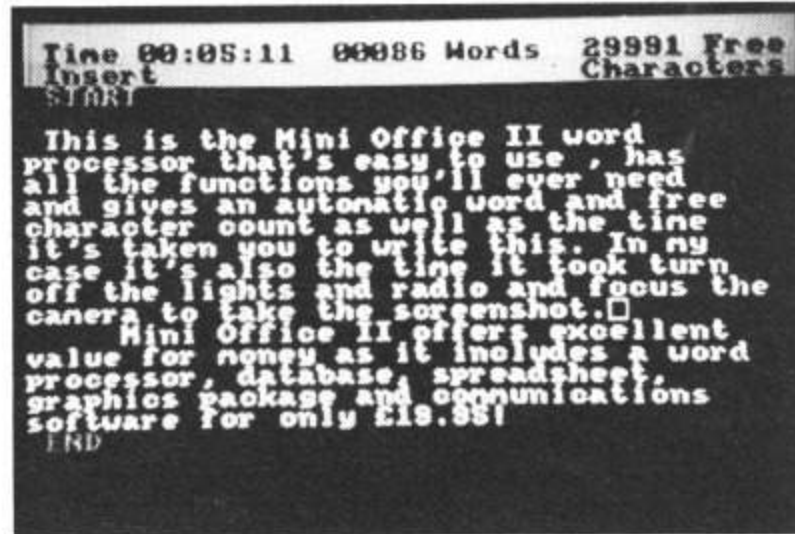 Time 00:05:11 00086 Words 29991 Free
Insert Characters
START
This is the Mini Office II word
processor that's easy to use , has
all the functions you'll ever need
and gives an automatic word and free
character count as well as the time
it's taken you to write this. In my
case it's also the time it took turn
off the lights and radio and focus the
camera to take the screenshot.
Mini Office II offers excellent
value for money as it includes a word
processor, database, spreadsheet,
graphics package and communications
software for only £19.95!
END